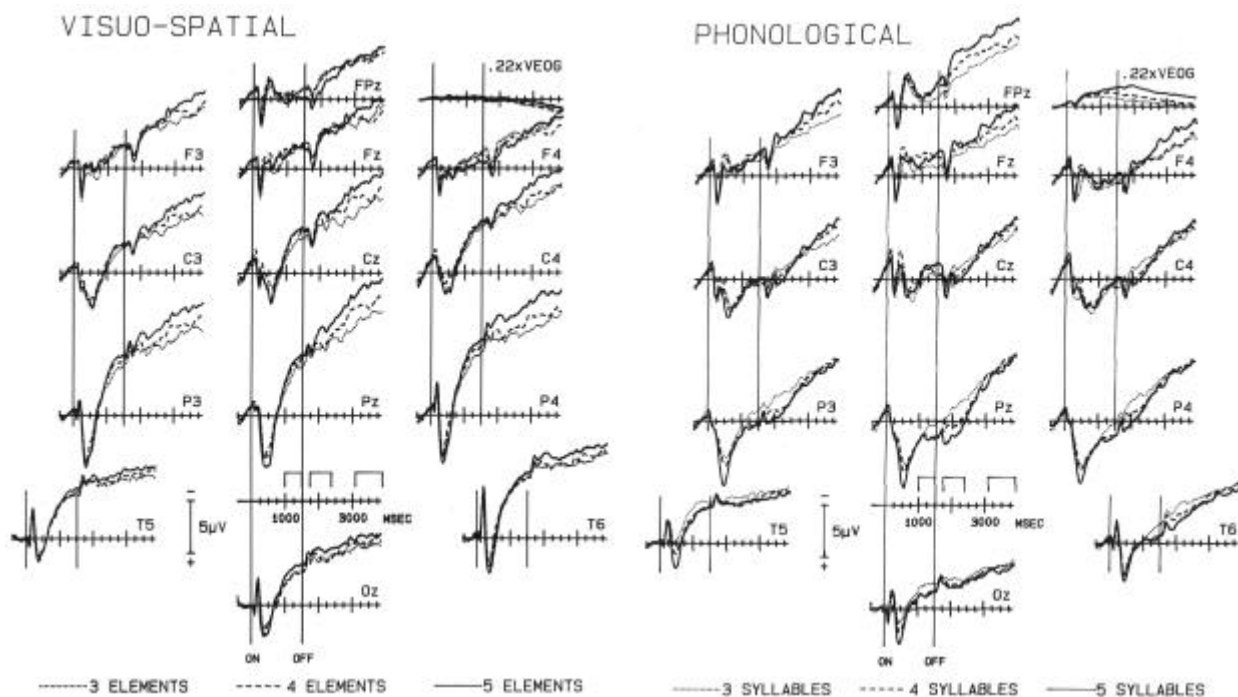 VISUO-SPATIAL
.22xVEOG
FPz
F3
Fz
F4
C3
Cz
C4
P3
Pz
P4
T5
−
5µV
+
1000 3000 MSEC
T6
Oz
ON OFF
3 ELEMENTS
4 ELEMENTS
5 ELEMENTS
PHONOLOGICAL
.22xVEOG
FPz
F3
Fz
F4
C3
Cz
C4
P3
Pz
P4
T5
−
5µV
+
1000 3000 MSEC
T6
Oz
ON OFF
3 SYLLABLES
4 SYLLABLES
5 SYLLABLES